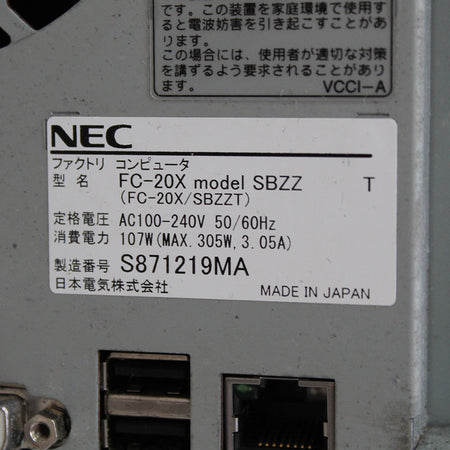 です。この装置を家庭環境で使用す
ると電波妨害を引き起こすことがあ
ります。
この場合には、使用者が適切な対策
を講ずるよう要求されることがあり
ます。
VCCI-A
NEC
ファクトリ コンピュータ
型 名 FC-20X model SBZZ T
(FC-20X/SBZZT)
定格電圧 AC100-240V 50/60Hz
消費電力 107W(MAX. 305W, 3.05A)
製造番号 S871219MA
日本電気株式会社 MADE IN JAPAN